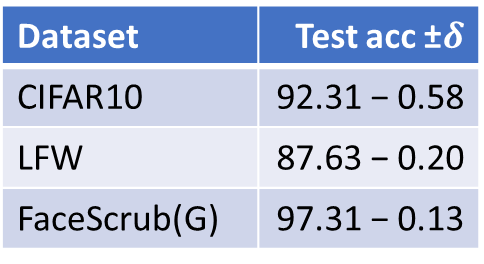 Dataset Test acc ±δ
CIFAR10 92.31 − 0.58
LFW 87.63 − 0.20
FaceScrub(G) 97.31 − 0.13